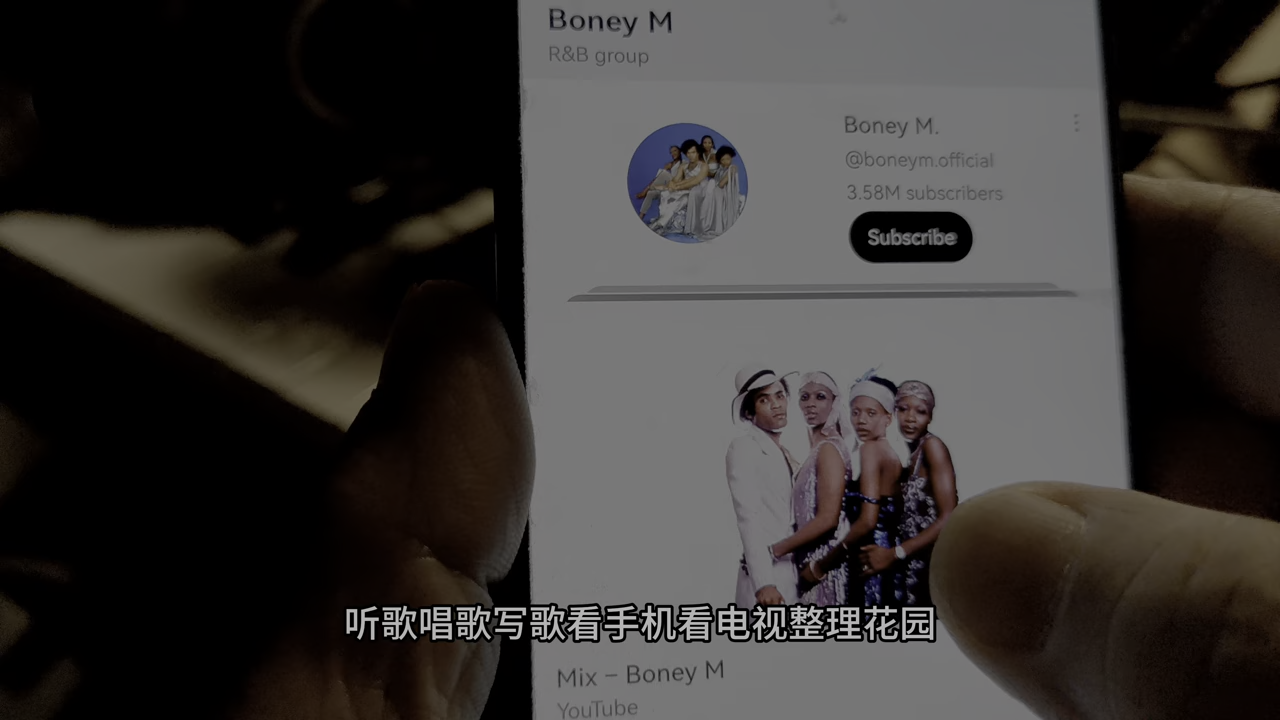 Boney M
R&B group
Boney M.
@boneym.official
3.58M subscribers
Subscribe
听歌唱歌写歌看手机看电视整理花园
Mix – Boney M
YouTube